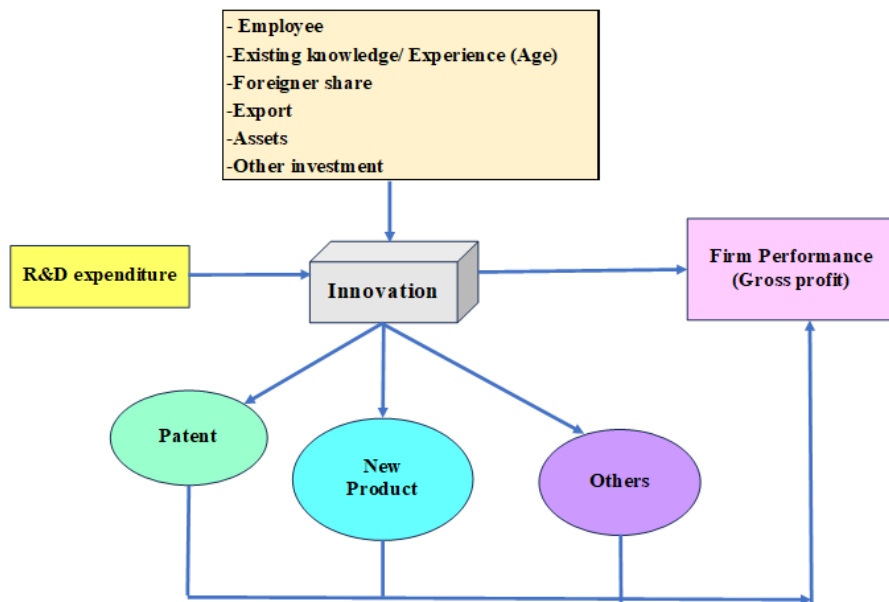 - Employee
-Existing knowledge/ Experience (Age)
-Foreigner share
-Export
-Assets
-Other investment
R&D expenditure
Innovation
Firm Performance
(Gross profit)
Patent
New
Product
Others